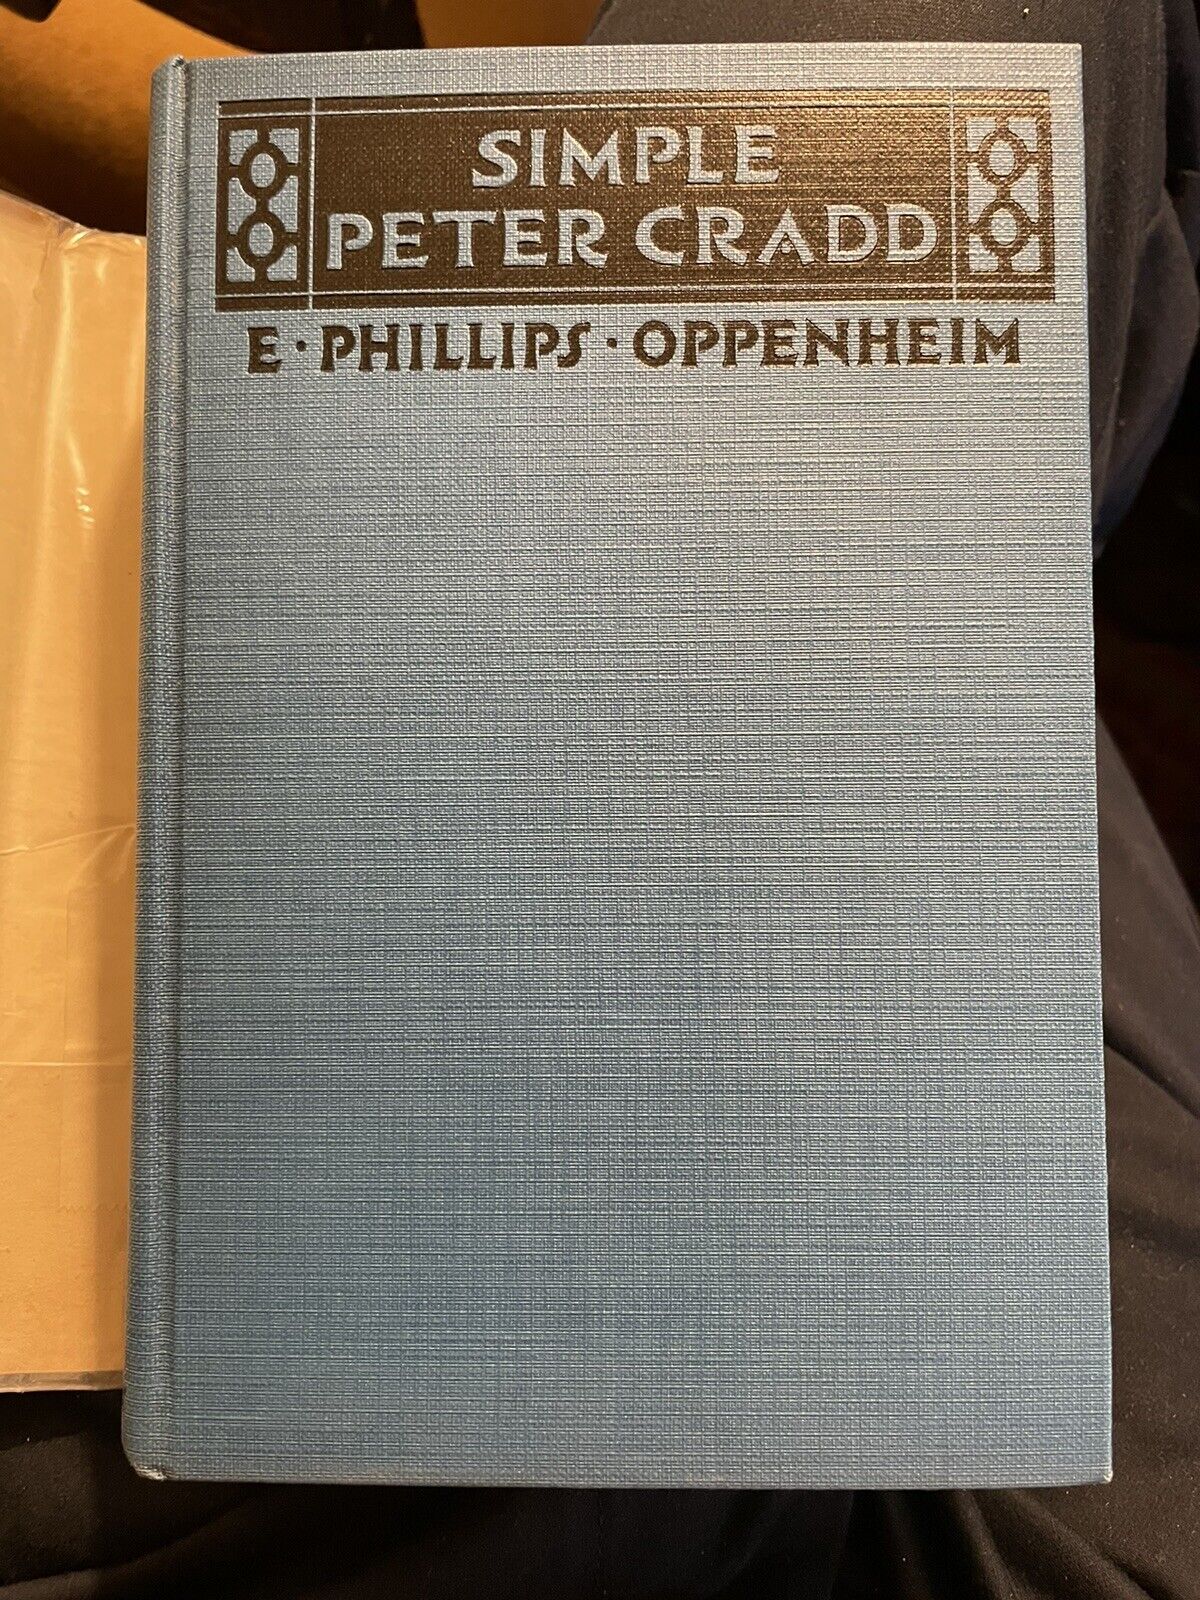 SIMPLE
PETER CRADD
E · PHILLIPS · OPPENHEIM